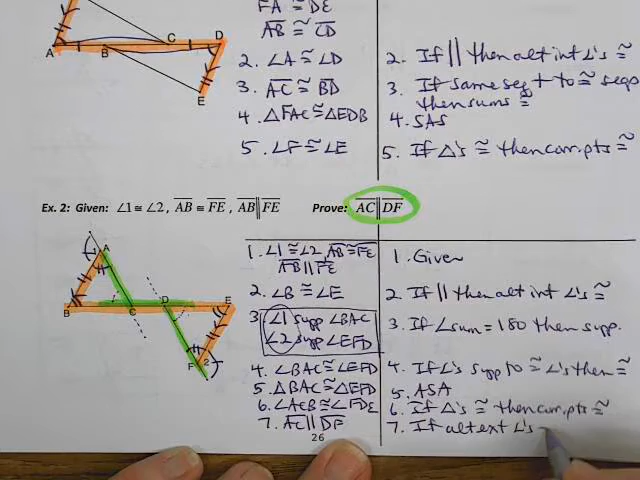 FA ≅ DE
AB ≅ CD
2. ∠A ≅ ∠D
2. If || then alt int ∠'s ≅
3. AC ≅ BD
3. If same seg + to ≅ segs then sums ≅
4. △FAC ≅ △EDB
4. SAS
5. ∠F ≅ ∠E
5. If △'s ≅ then corr. pts ≅
A B C D E
Ex. 2: Given: ∠1 ≅ ∠2, AB ≅ FE, AB || FE Prove: AC || DF
1. ∠1 ≅ ∠2, AB ≅ FE
AB || FE
1. Given
2. ∠B ≅ ∠E
2. If || then alt int ∠'s ≅
3. ∠1 supp ∠BAC
∠2 supp ∠EFD
3. If ∠ sum = 180 then supp.
4. ∠BAC ≅ ∠EFD
4. If ∠'s supp to ≅ ∠'s then ≅
5. △BAC ≅ △EFD
5. ASA
6. ∠ACB ≅ ∠FDE
6. If △'s ≅ then corr. pts ≅
7. AC || DF
7. If alt ext ∠'s
A B C D E F 2
26